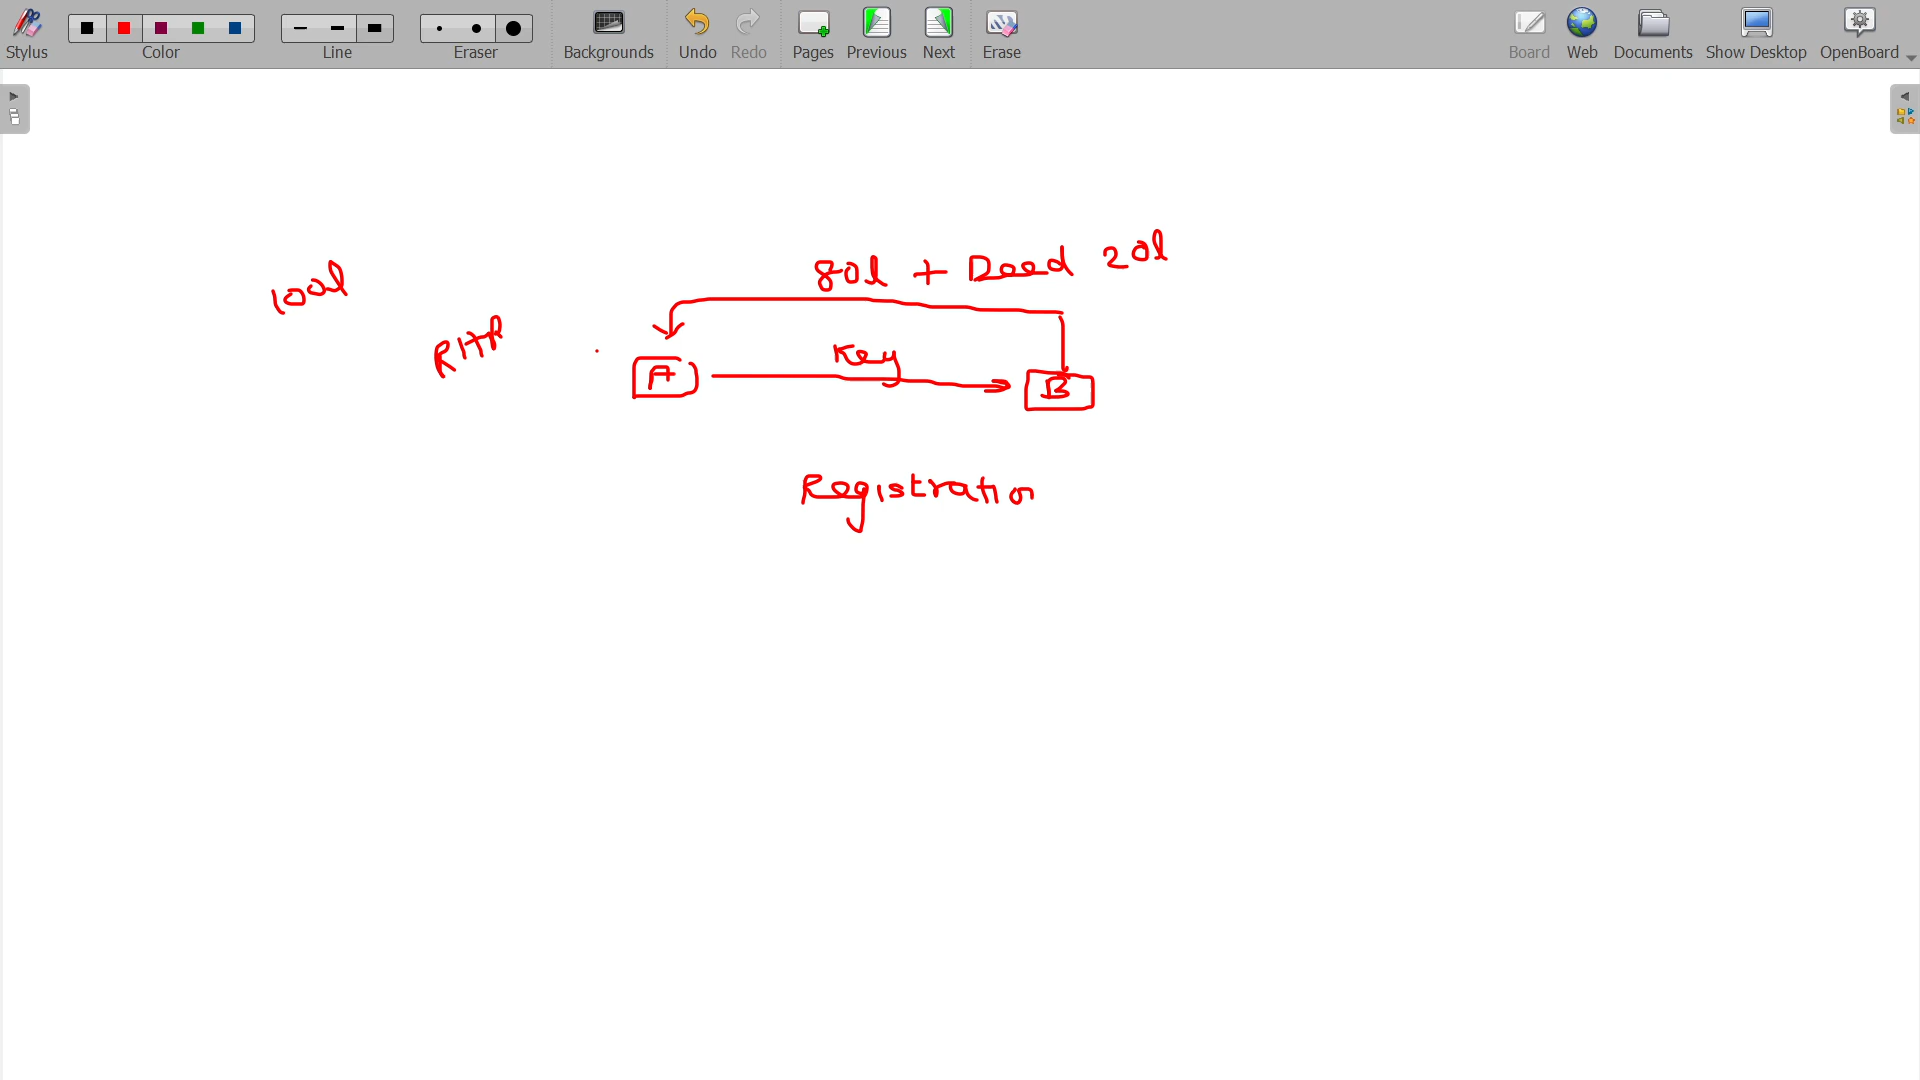 Stylus Color Line Eraser Backgrounds Undo Redo Pages Previous Next Erase Board Web Documents Show Desktop OpenBoard
80l + Deed 20l
100l
Key
A
B
Registration